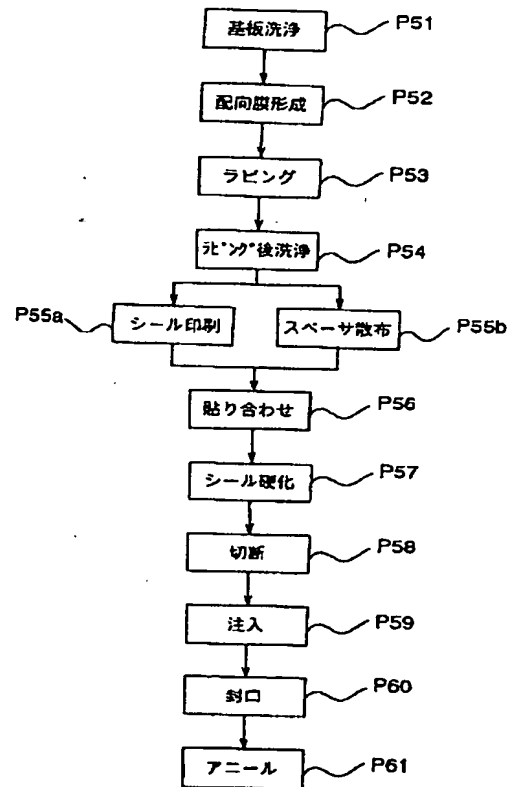 基板洗浄 P51
配向膜形成 P52
ラビング P53
ﾗﾋﾞﾝｸﾞ後洗浄 P54
P55a シール印刷 スペーサ散布 P55b
貼り合わせ P56
シール硬化 P57
切断 P58
注入 P59
封口 P60
アニール P61